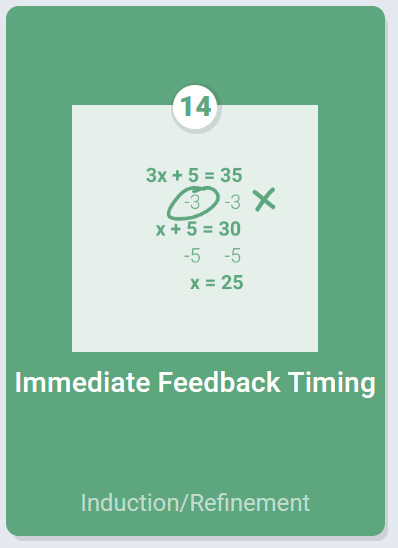 14
3x + 5 = 35
-3 -3
x + 5 = 30
-5 -5
x = 25
Immediate Feedback Timing
Induction/Refinement